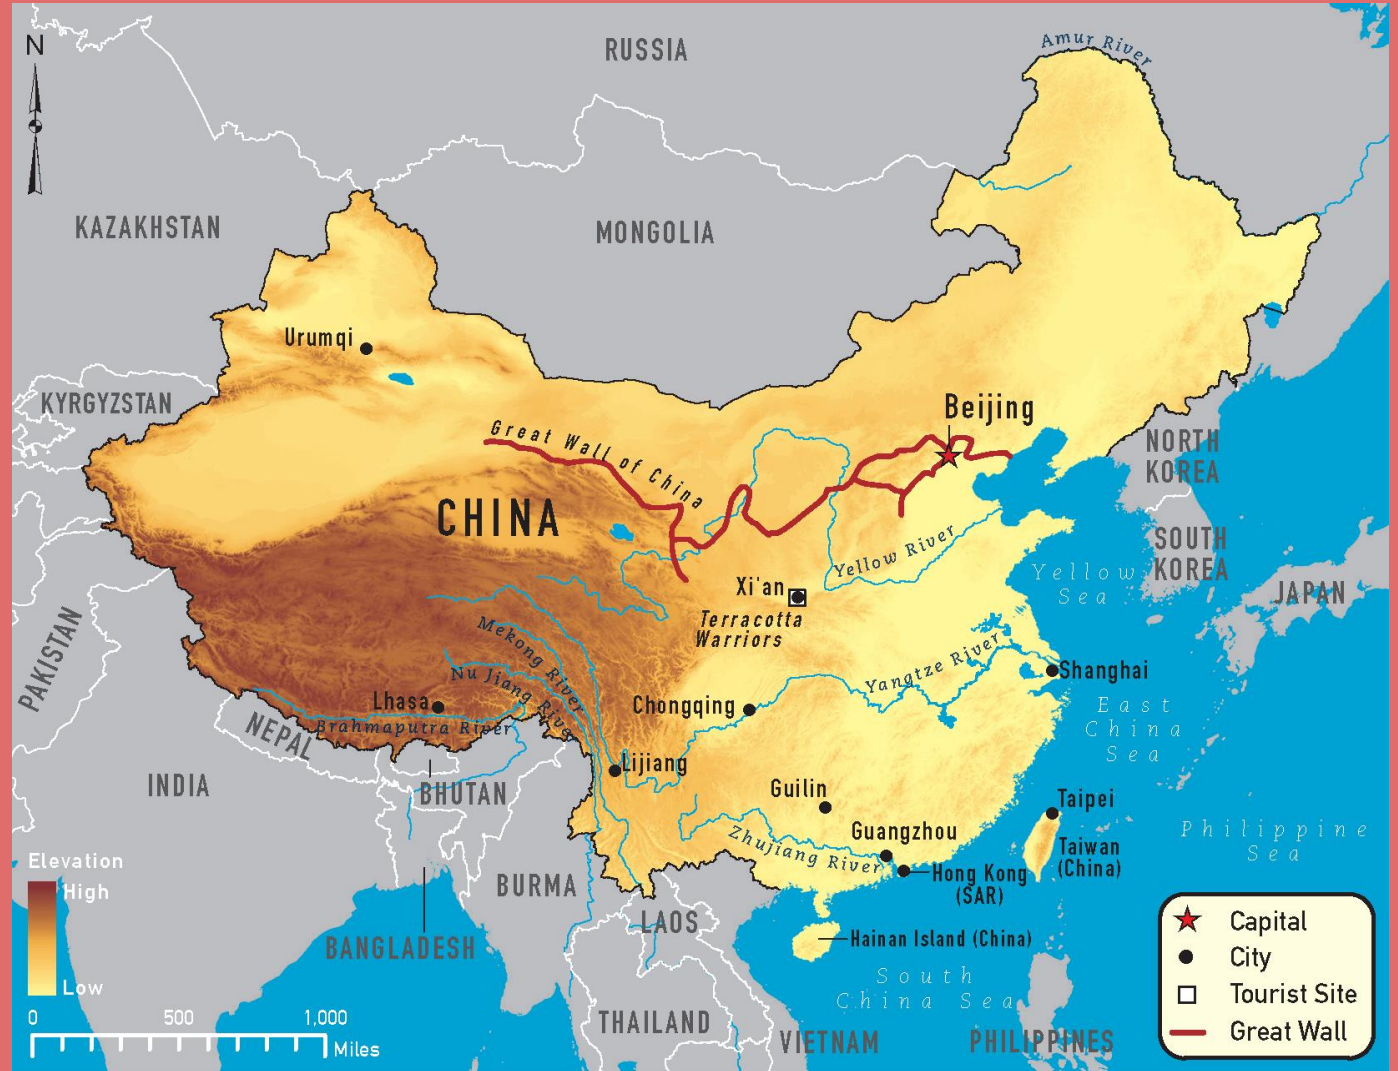 N
RUSSIA
Amur River
KAZAKHSTAN
MONGOLIA
Urumqi
KYRGYZSTAN
Beijing
Great Wall of China
NORTH
KOREA
CHINA
Yellow River
SOUTH
KOREA
Yellow
Sea
JAPAN
Xi'an
Terracotta
Warriors
PAKISTAN
Mekong River
Nu Jiang River
Yangtze River
Shanghai
Lhasa
Chongqing
Brahmaputra River
East
China
Sea
NEPAL
Lijiang
INDIA
BHUTAN
Guilin
Taipei
Zhujiang River
Guangzhou
Taiwan
(China)
Philippine
Sea
Hong Kong
(SAR)
BURMA
LAOS
BANGLADESH
Hainan Island (China)
South
China Sea
THAILAND
VIETNAM
PHILIPPINES
Elevation
High
Low
0 500 1,000
Miles
Capital
City
Tourist Site
Great Wall